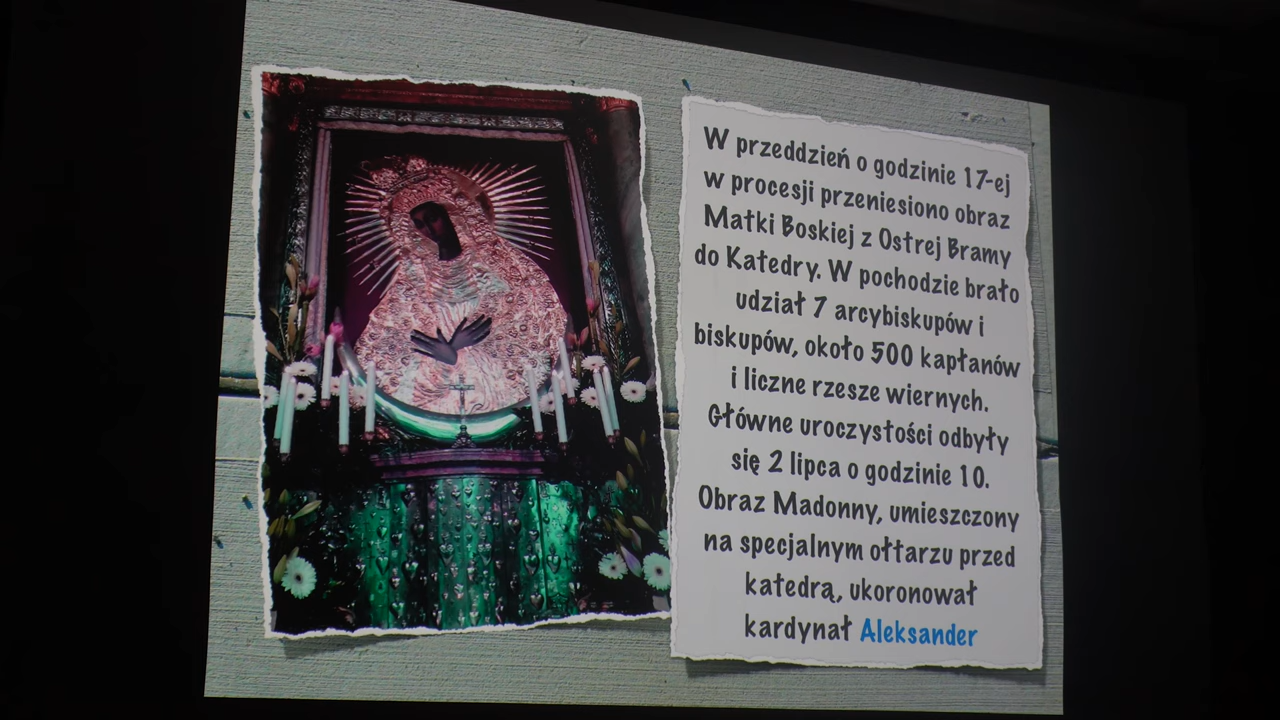 W przeddzień o godzinie 17-ej
w procesji przeniesiono obraz
Matki Boskiej z Ostrej Bramy
do Katedry. W pochodzie brało
udział 7 arcybiskupów i
biskupów, około 500 kapłanów
i liczne rzesze wiernych.
Główne uroczystości odbyły
się 2 lipca o godzinie 10.
Obraz Madonny, umieszczony
na specjalnym ołtarzu przed
katedrą, ukoronował
kardynał Aleksander